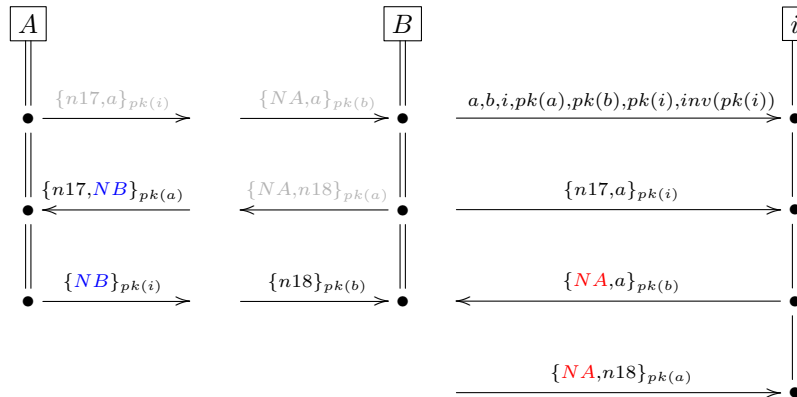 A B i
{n17,a}pk(i) {NA,a}pk(b) a,b,i,pk(a),pk(b),pk(i),inv(pk(i))
{n17,NB}pk(a) {NA,n18}pk(a) {n17,a}pk(i)
{NB}pk(i) {n18}pk(b) {NA,a}pk(b)
{NA,n18}pk(a)